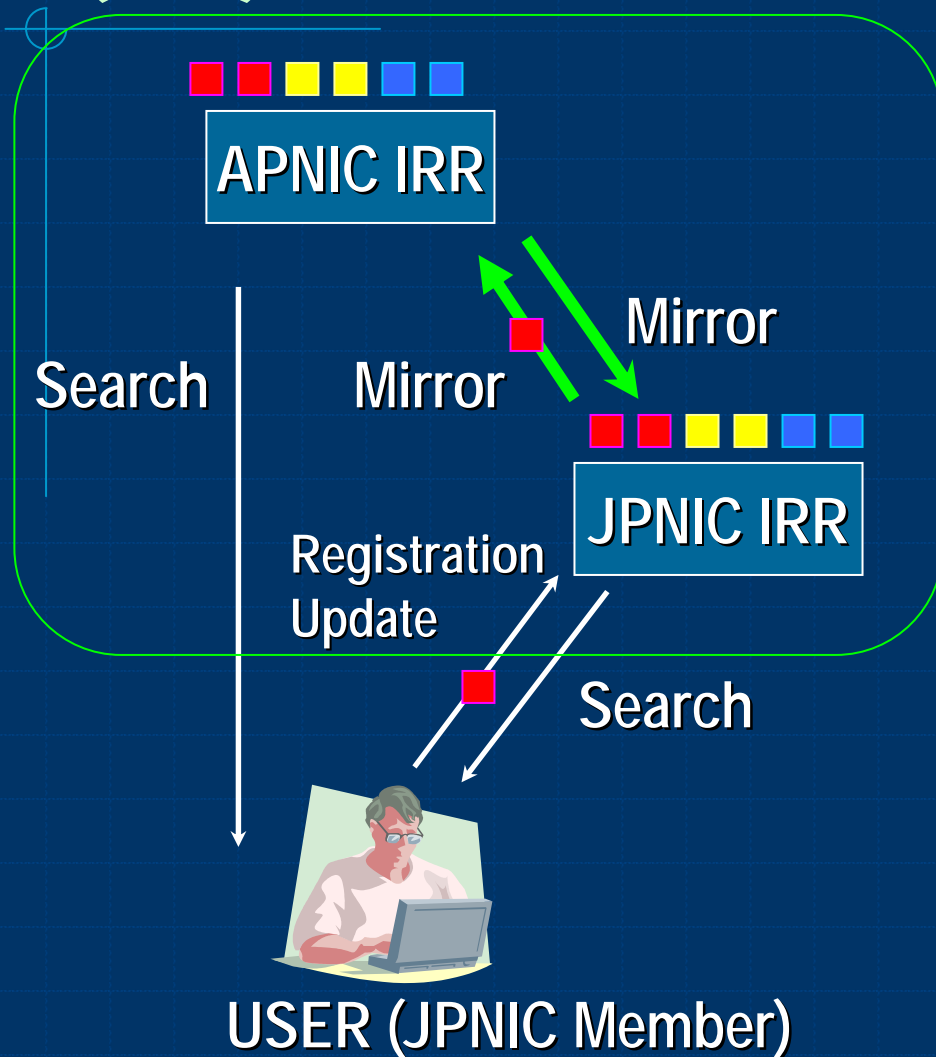 APNIC IRR
Mirror
Search
Mirror
JPNIC IRR
Registration
Update
Search
USER (JPNIC Member)